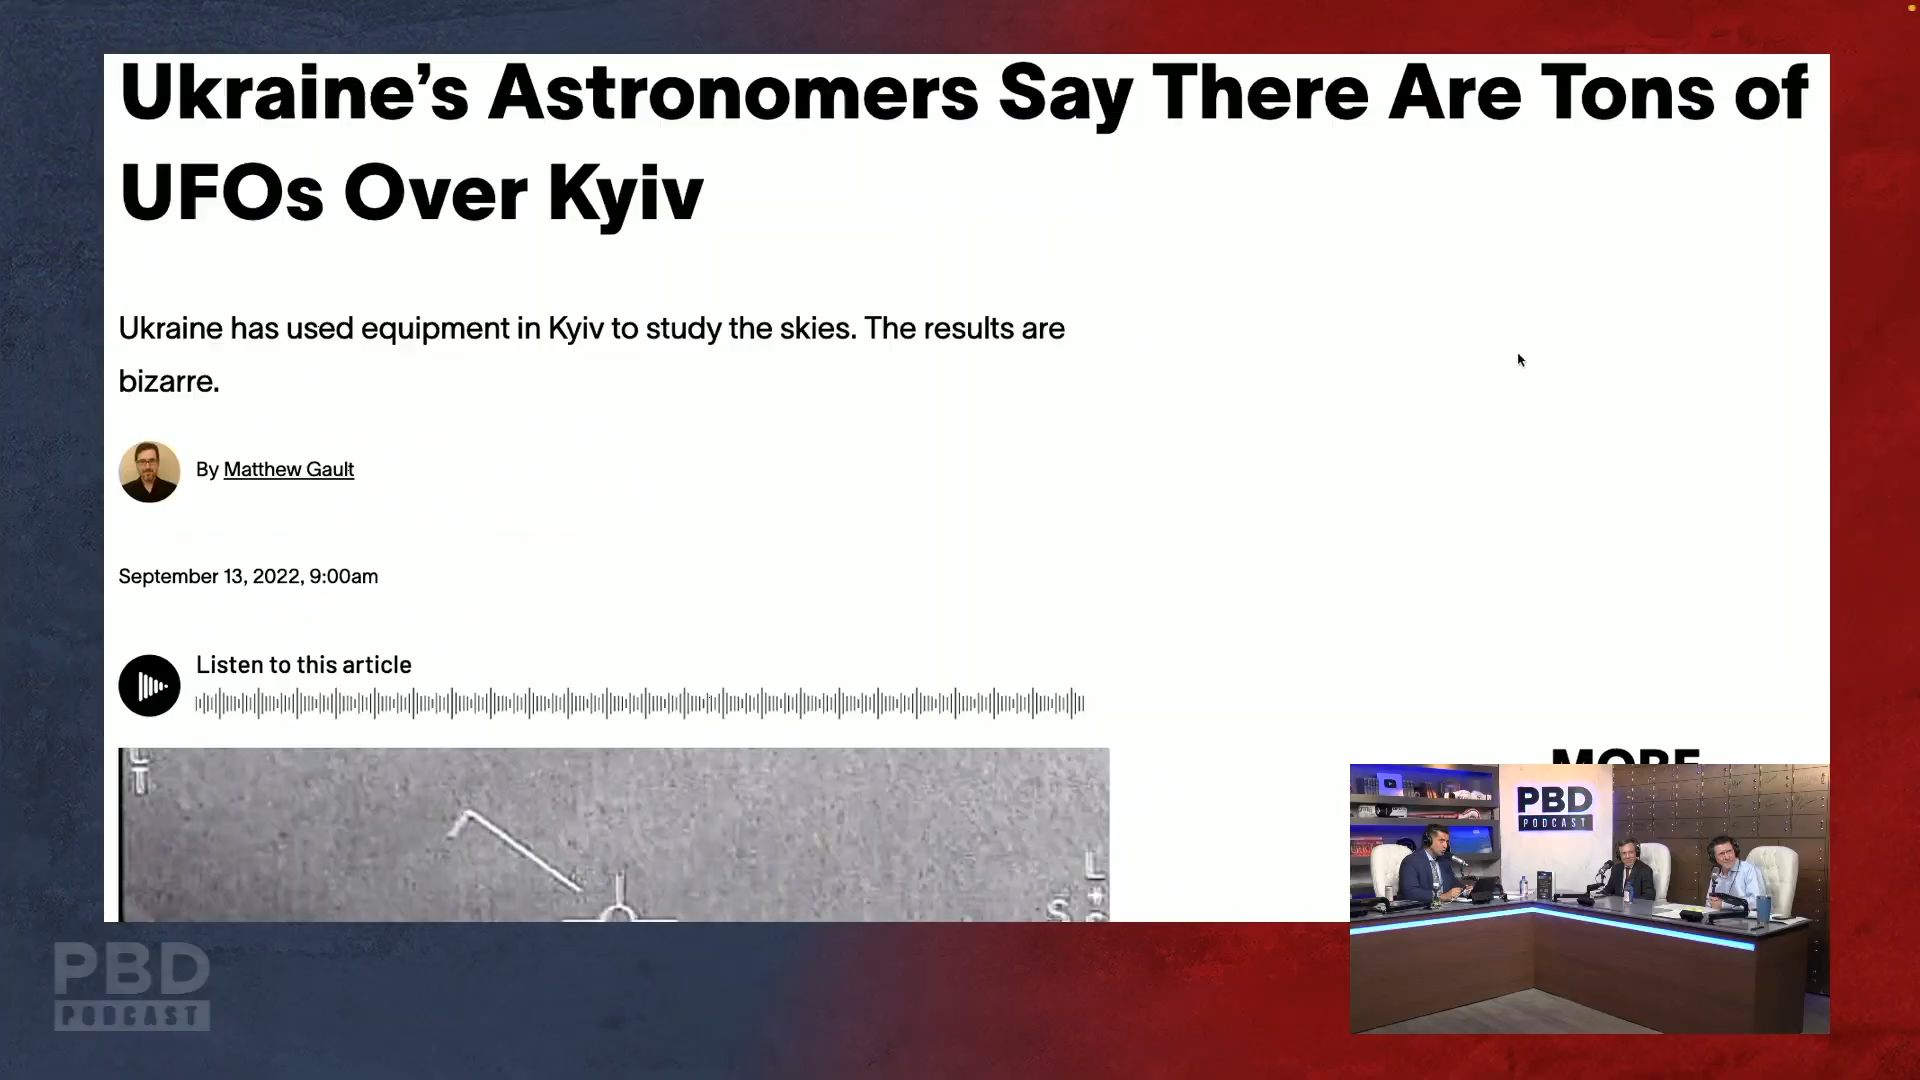 Ukraine’s Astronomers Say There Are Tons of
UFOs Over Kyiv
Ukraine has used equipment in Kyiv to study the skies. The results are
bizarre.
By Matthew Gault
September 13, 2022, 9:00am
Listen to this article
MORE
L
T
L
S
PBD
PODCAST
PBD
PODCAST